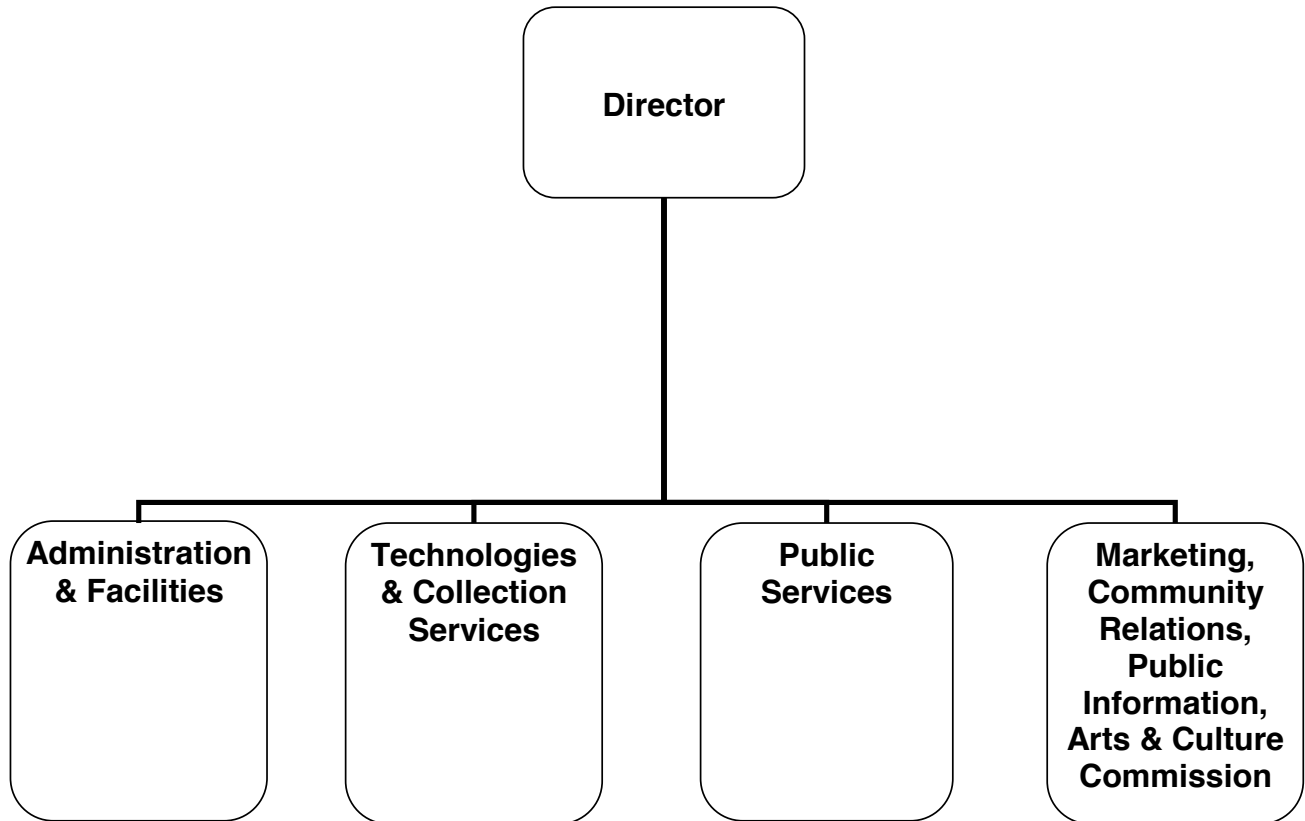 Director
Administration
& Facilities
Technologies
& Collection
Services
Public
Services
Marketing,
Community
Relations,
Public
Information,
Arts & Culture
Commission